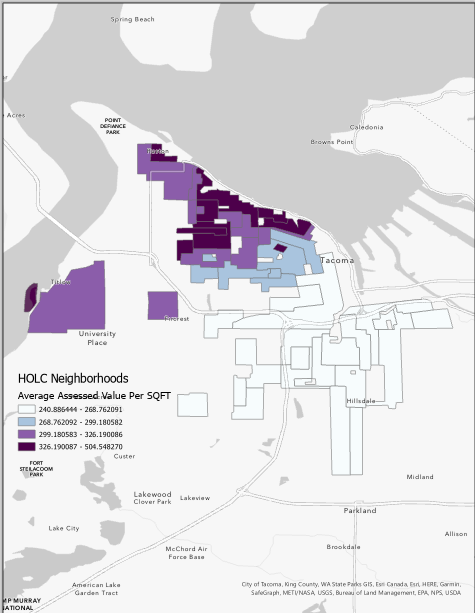 Spring Beach
Acres
POINT
DEFIANCE
PARK
Caledonia
Browns Point
Tacoma
University
Place
Fircrest
HOLC Neighborhoods
Average Assessed Value Per SQFT
240.886444 - 268.762091
268.762092 - 299.180582
299.180583 - 326.190086
326.190087 - 504.548270
Hillsdale
FORT
STEILACOOM
PARK
Custer
Midland
Lakewood
Clover Park
Lakeview
Parkland
Lake City
Allison
McChord Air
Force Base
Brookdale
American Lake
Garden Tract
City of Tacoma, King County, WA State Parks GIS, Esri Canada, Esri, HERE, Garmin,
SafeGraph, METI/NASA, USGS, Bureau of Land Management, EPA, NPS, USDA
MP MURRAY
NATIONAL